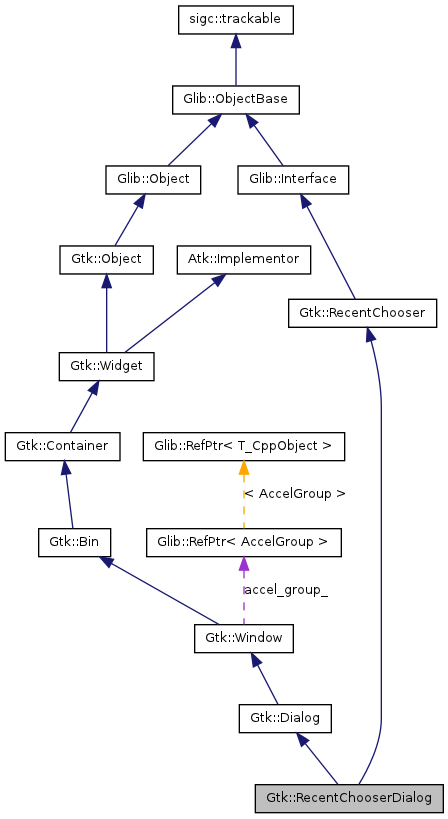 sigc::trackable
Glib::ObjectBase
Glib::Object
Glib::Interface
Gtk::Object
Atk::Implementor
Gtk::RecentChooser
Gtk::Widget
Gtk::Container
Glib::RefPtr< T_CppObject >
< AccelGroup >
Gtk::Bin
Glib::RefPtr< AccelGroup >
accel_group_
Gtk::Window
Gtk::Dialog
Gtk::RecentChooserDialog